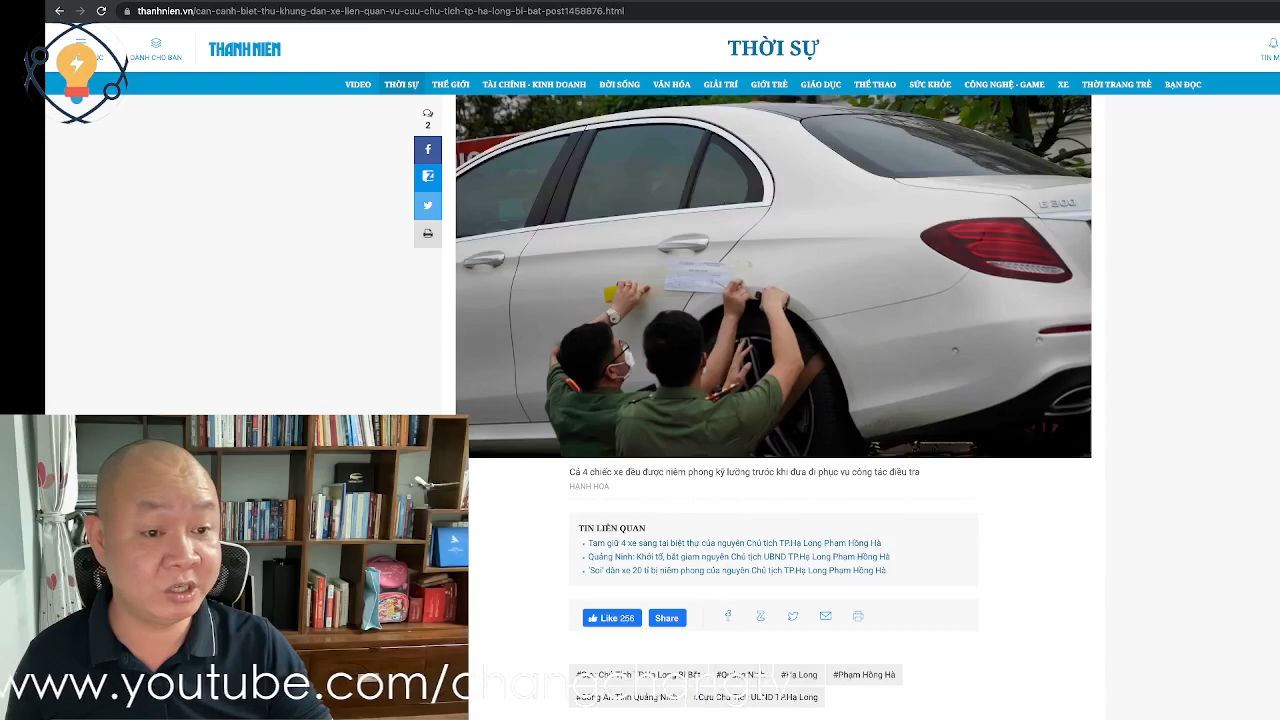 thanhnien.vn/can-canh-biet-thu-khung-dan-xe-lien-quan-vu-cuu-chu-tich-tp-ha-long-bi-bat-post1458876.html
DÀNH CHO BẠN
THANH NIÊN
THỜI SỰ
VIDEO THỜI SỰ THẾ GIỚI TÀI CHÍNH - KINH DOANH ĐỜI SỐNG VĂN HÓA GIẢI TRÍ GIỚI TRẺ GIÁO DỤC THỂ THAO SỨC KHỎE CÔNG NGHỆ - GAME XE THỜI TRANG TRẺ BẠN ĐỌC
2
E 300
Cả 4 chiếc xe đều được niêm phong kỹ lưỡng trước khi đưa đi phục vụ công tác điều tra
HẠNH HOA
TIN LIÊN QUAN
Tạm giữ 4 xe sang tại biệt thự của nguyên Chủ tịch TP.Hạ Long Phạm Hồng Hà
Quảng Ninh: Khởi tố, bắt giam nguyên Chủ tịch UBND TP.Hạ Long Phạm Hồng Hà
'Soi' dàn xe 20 tỉ bị niêm phong của nguyên Chủ tịch TP.Hạ Long Phạm Hồng Hà
Like 256 Share
#Hạ Long #Phạm Hồng Hà
www.youtube.com/